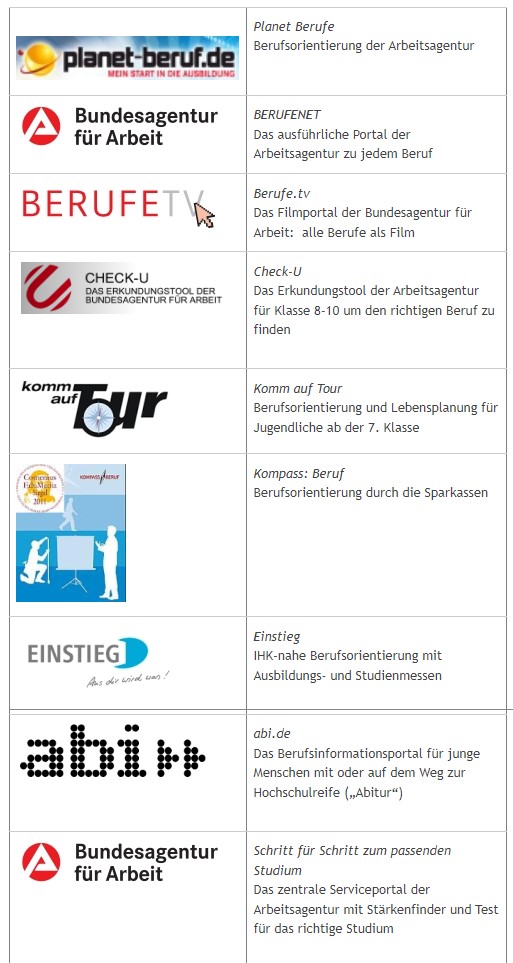 planet-beruf.de
MEIN START IN DIE AUSBILDUNG
Planet Berufe
Berufsorientierung der Arbeitsagentur
Bundesagentur
für Arbeit
BERUFENET
Das ausführliche Portal der
Arbeitsagentur zu jedem Beruf
BERUFETV
Berufe.tv
Das Filmportal der Bundesagentur für
Arbeit:  alle Berufe als Film
CHECK-U
DAS ERKUNDUNGSTOOL DER
BUNDESAGENTUR FÜR ARBEIT
Check-U
Das Erkundungstool der Arbeitsagentur
für Klasse 8-10 um den richtigen Beruf zu
finden
komm
auf Tour
Komm auf Tour
Berufsorientierung und Lebensplanung für
Jugendliche ab der 7. Klasse
Comenius
EduMedia
Siegel
2011
KOMPASS BERUF
Kompass: Beruf
Berufsorientierung durch die Sparkassen
EINSTIEG
Aus dir wird was!
Einstieg
IHK-nahe Berufsorientierung mit
Ausbildungs- und Studienmessen
abi
abi.de
Das Berufsinformationsportal für junge
Menschen mit oder auf dem Weg zur
Hochschulreife („Abitur“)
Bundesagentur
für Arbeit
Schritt für Schritt zum passenden
Studium
Das zentrale Serviceportal der
Arbeitsagentur mit Stärkenfinder und Test
für das richtige Studium